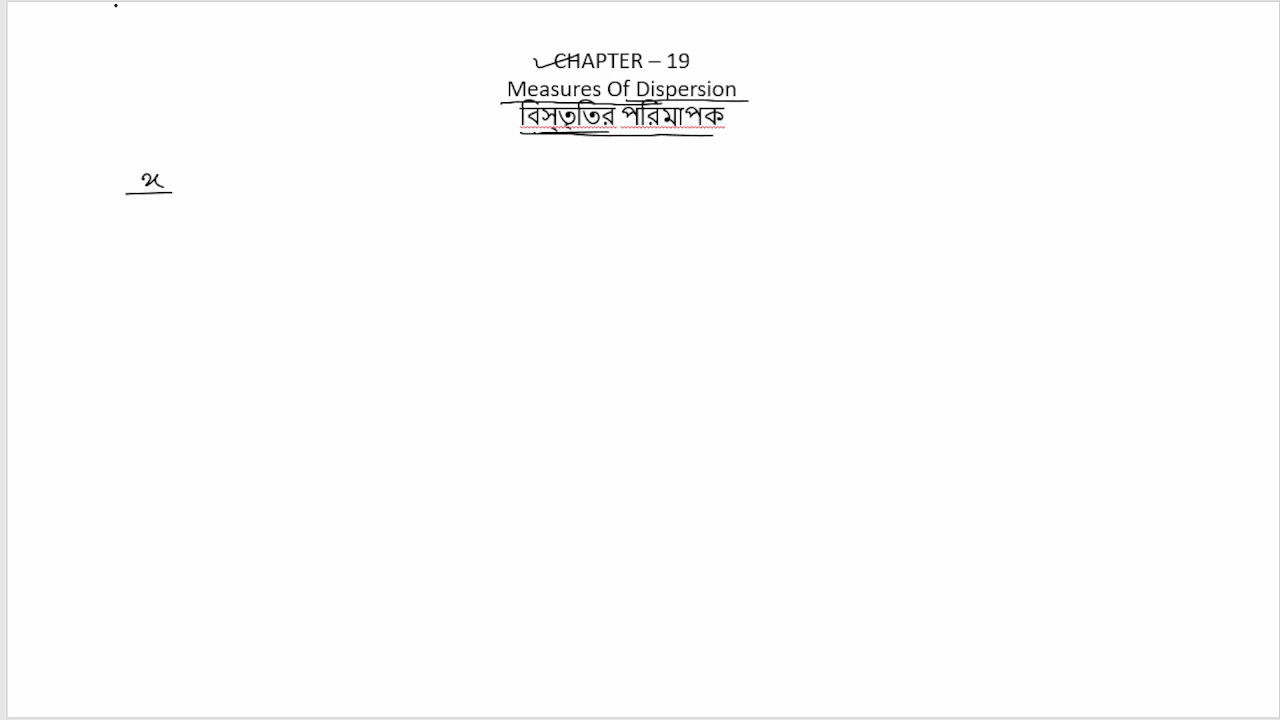 CHAPTER – 19
Measures Of Dispersion
বিস্তৃতির পরিমাপক
x